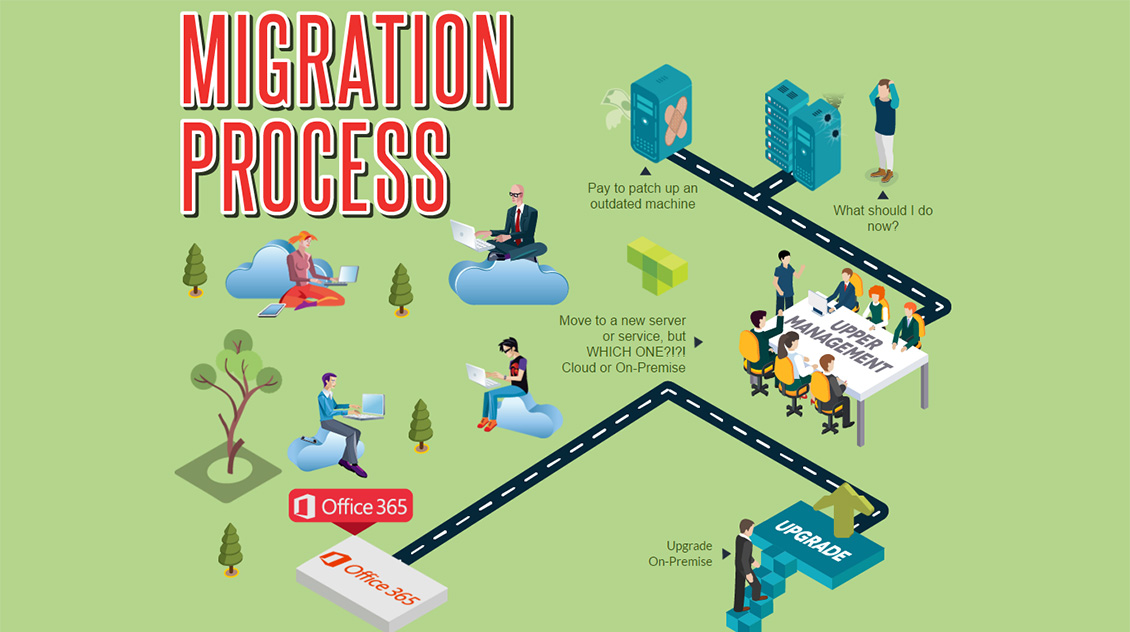 MIGRATION
PROCESS
Pay to patch up an
outdated machine
What should I do
now?
Move to a new server
or service, but
WHICH ONE?!?!
Cloud or On-Premise
UPPER
MANAGEMENT
Office 365
Office 365
Upgrade
On-Premise
UPGRADE